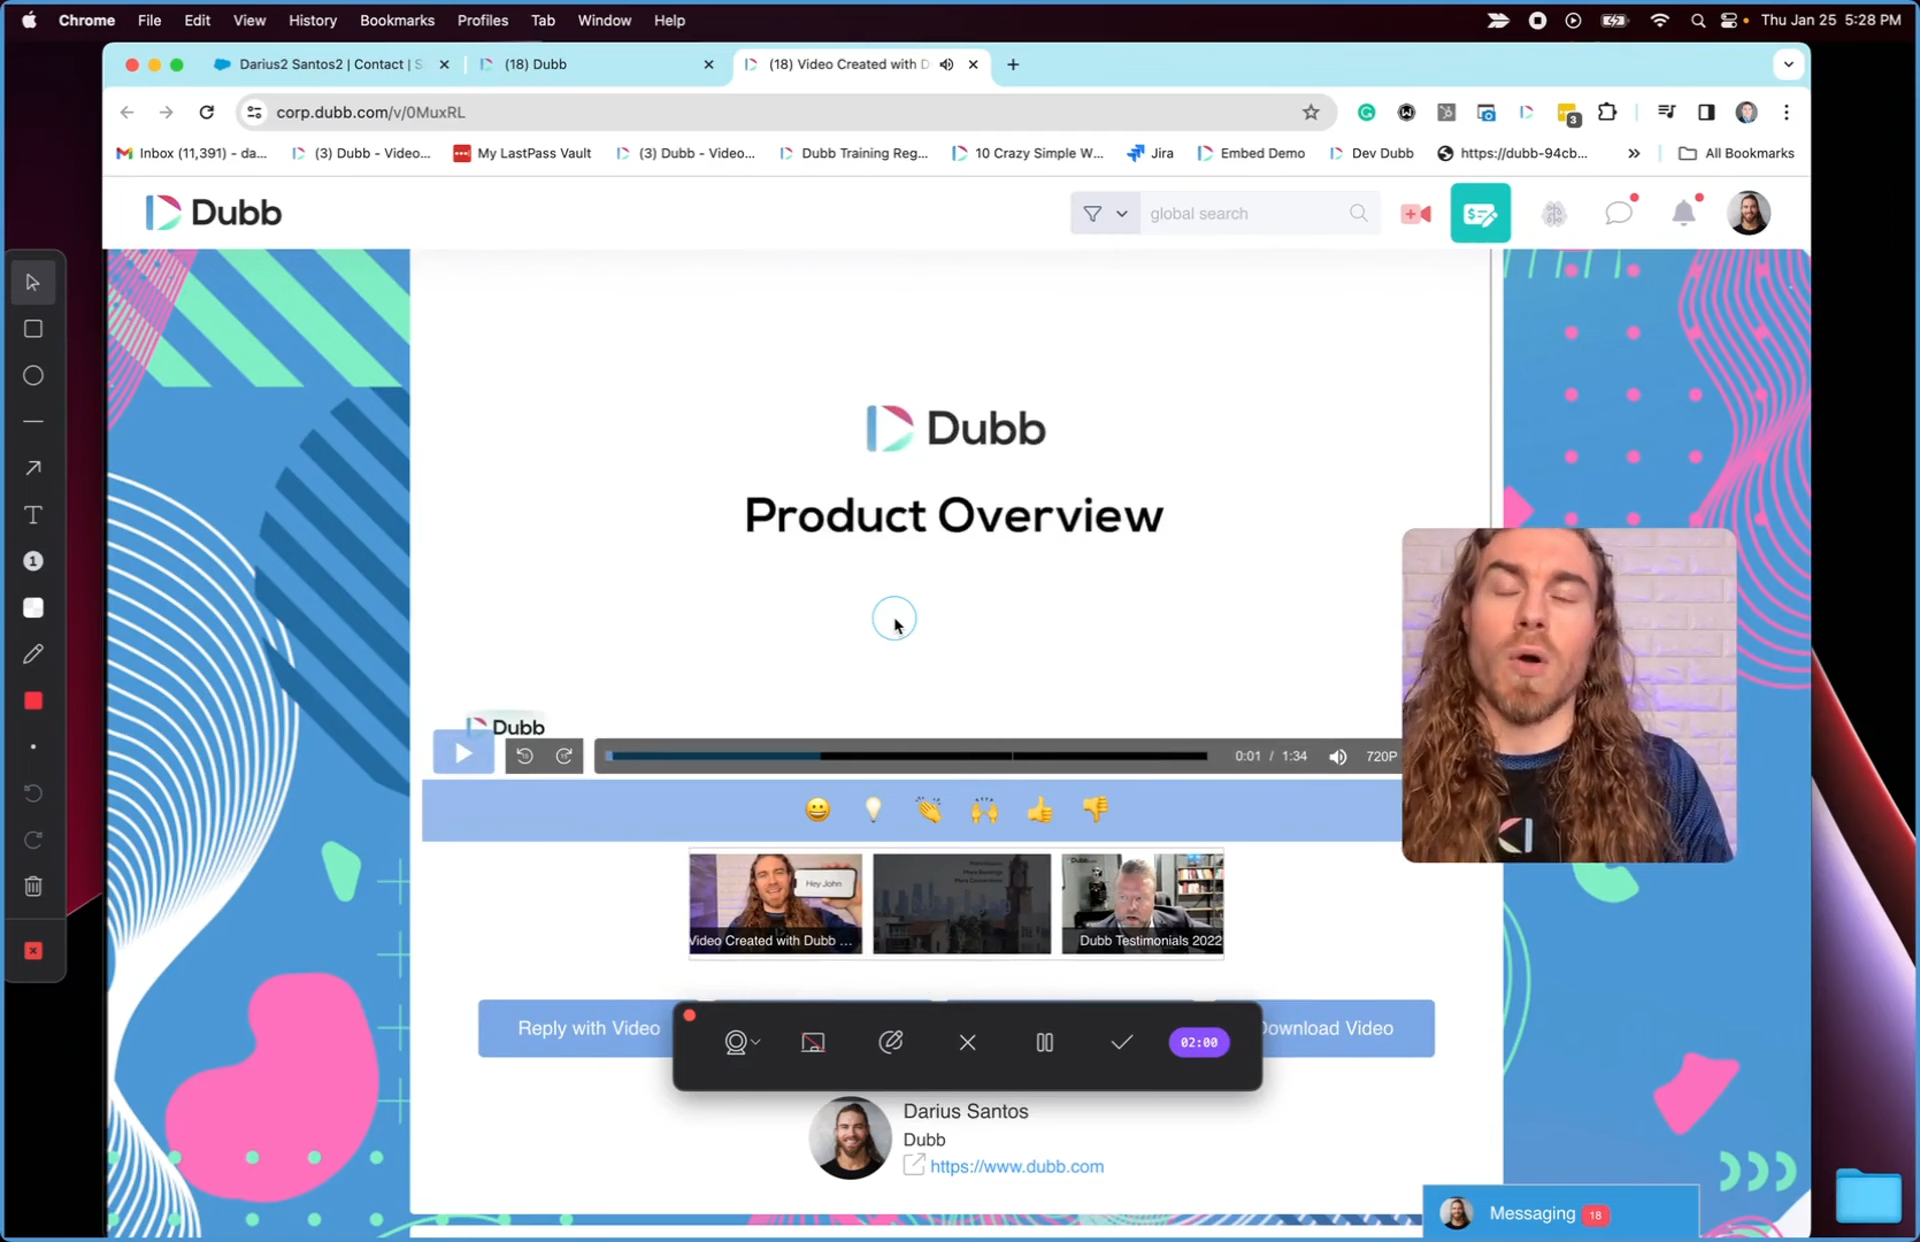 Chrome File Edit View History Bookmarks Profiles Tab Window Help Thu Jan 25 5:28 PM
Darius2 Santos2 | Contact | S (18) Dubb (18) Video Created with D
corp.dubb.com/v/0MuxRL 3
Inbox (11,391) - da... (3) Dubb - Video... My LastPass Vault (3) Dubb - Video... Dubb Training Reg... 10 Crazy Simple W... Jira Embed Demo Dev Dubb https://dubb-94cb... » All Bookmarks
Dubb global search
Dubb
Product Overview
T
1
Dubb
0:01 / 1:34 720P
Hey John
Video Created with Dubb ...
Dubb Testimonials 2022
Reply with Video
Download Video
02:00
Darius Santos
Dubb
https://www.dubb.com
Messaging 18